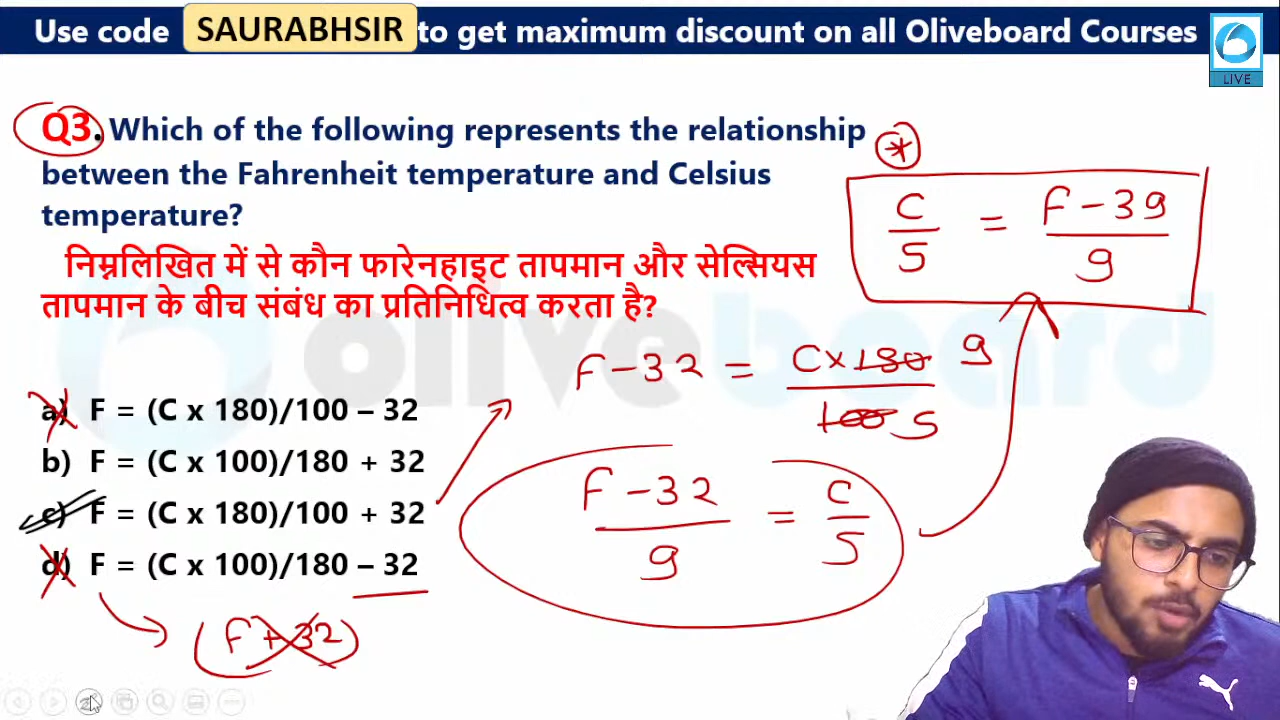 Use code SAURABHSIR to get maximum discount on all Oliveboard Courses
LIVE
Q3. Which of the following represents the relationship
between the Fahrenheit temperature and Celsius
temperature?
निम्नलिखित में से कौन फारेनहाइट तापमान और सेल्सियस
तापमान के बीच संबंध का प्रतिनिधित्व करता है?
oliveboard
a) F = (C x 180)/100 – 32
b) F = (C x 100)/180 + 32
c) F = (C x 180)/100 + 32
d) F = (C x 100)/180 – 32
(F + 32)
*
C/5 = F – 39/9
F – 32 = C x 180 9/100 5
F – 32/9 = C/5